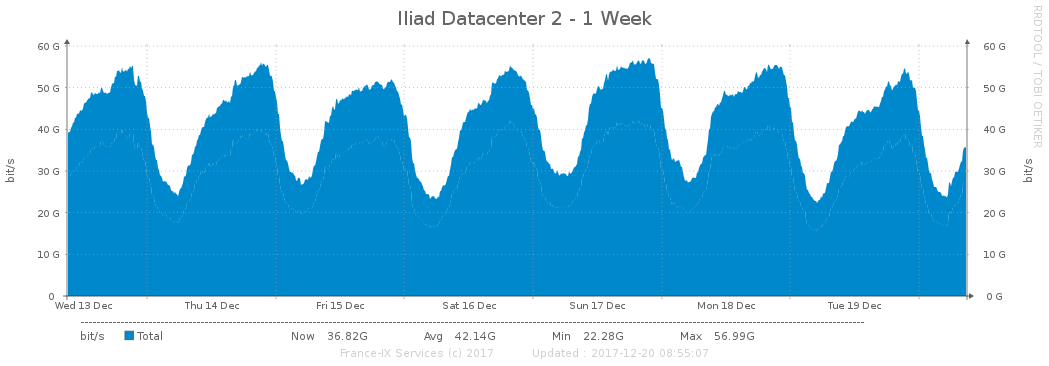 Iliad Datacenter 2 - 1 Week
RRDTOOL / TOBI OETIKER
60 G 60 G
50 G 50 G
40 G 40 G
30 G 30 G
20 G 20 G
10 G 10 G
0 0 G
bit/s bit/s
Wed 13 Dec Thu 14 Dec Fri 15 Dec Sat 16 Dec Sun 17 Dec Mon 18 Dec Tue 19 Dec
bit/s Total Now 36.82G Avg 42.14G Min 22.28G Max 56.99G
France-IX Services (c) 2017 Updated : 2017-12-20 08:55:07